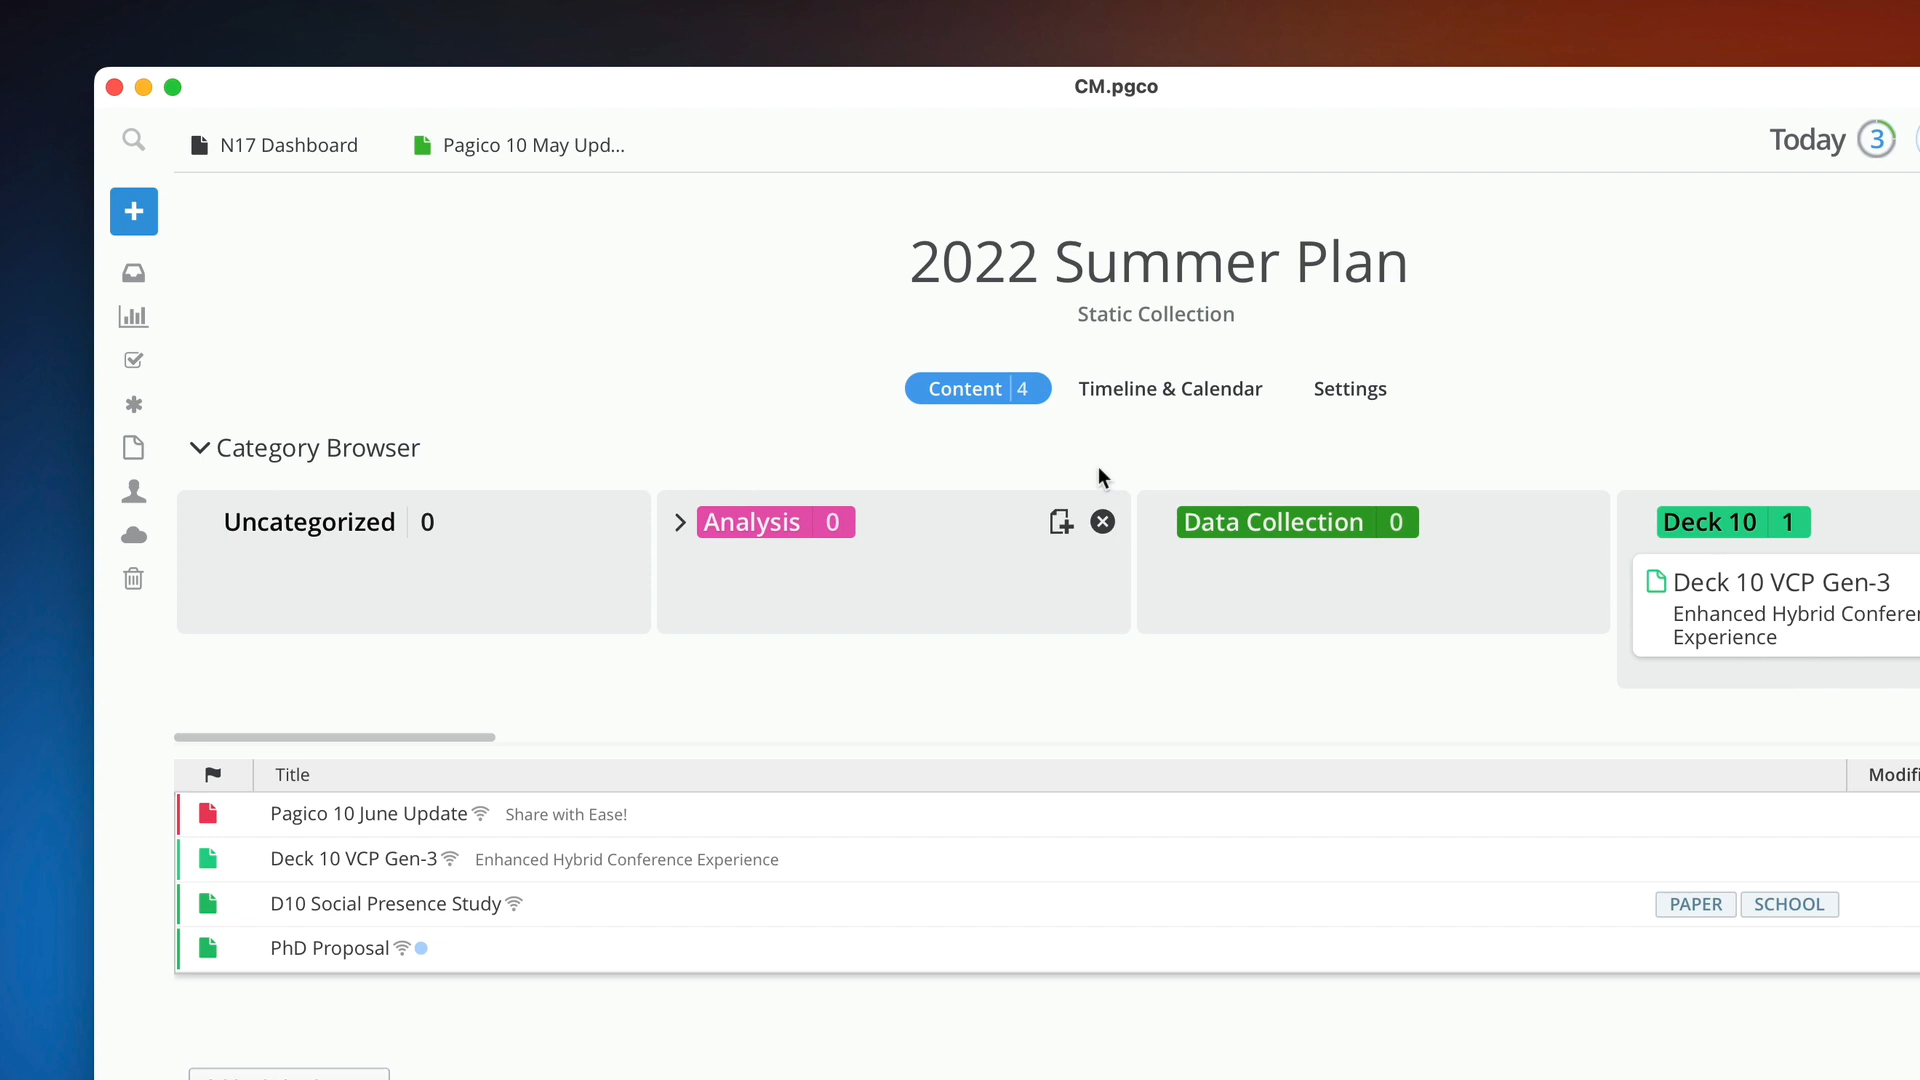 CM.pgco
N17 Dashboard
Pagico 10 May Upd...
Today 3
2022 Summer Plan
Static Collection
Content 4
Timeline & Calendar
Settings
Category Browser
Uncategorized 0
Analysis 0
Data Collection 0
Deck 10 1
Deck 10 VCP Gen-3
Enhanced Hybrid Conferen
Experience
Title
Modifi
Pagico 10 June Update Share with Ease!
Deck 10 VCP Gen-3 Enhanced Hybrid Conference Experience
D10 Social Presence Study PAPER SCHOOL
PhD Proposal